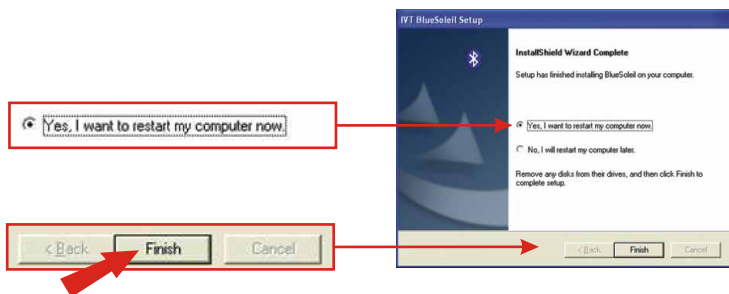 IVT BlueSoleil Setup
InstallShield Wizard Complete
Setup has finished installing BlueSoleil on your computer.
Yes, I want to restart my computer now.
Yes, I want to restart my computer now.
No, I will restart my computer later.
Remove any disks from their drives, and then click Finish to
complete setup.
< Back Finish Cancel
< Back Finish Cancel